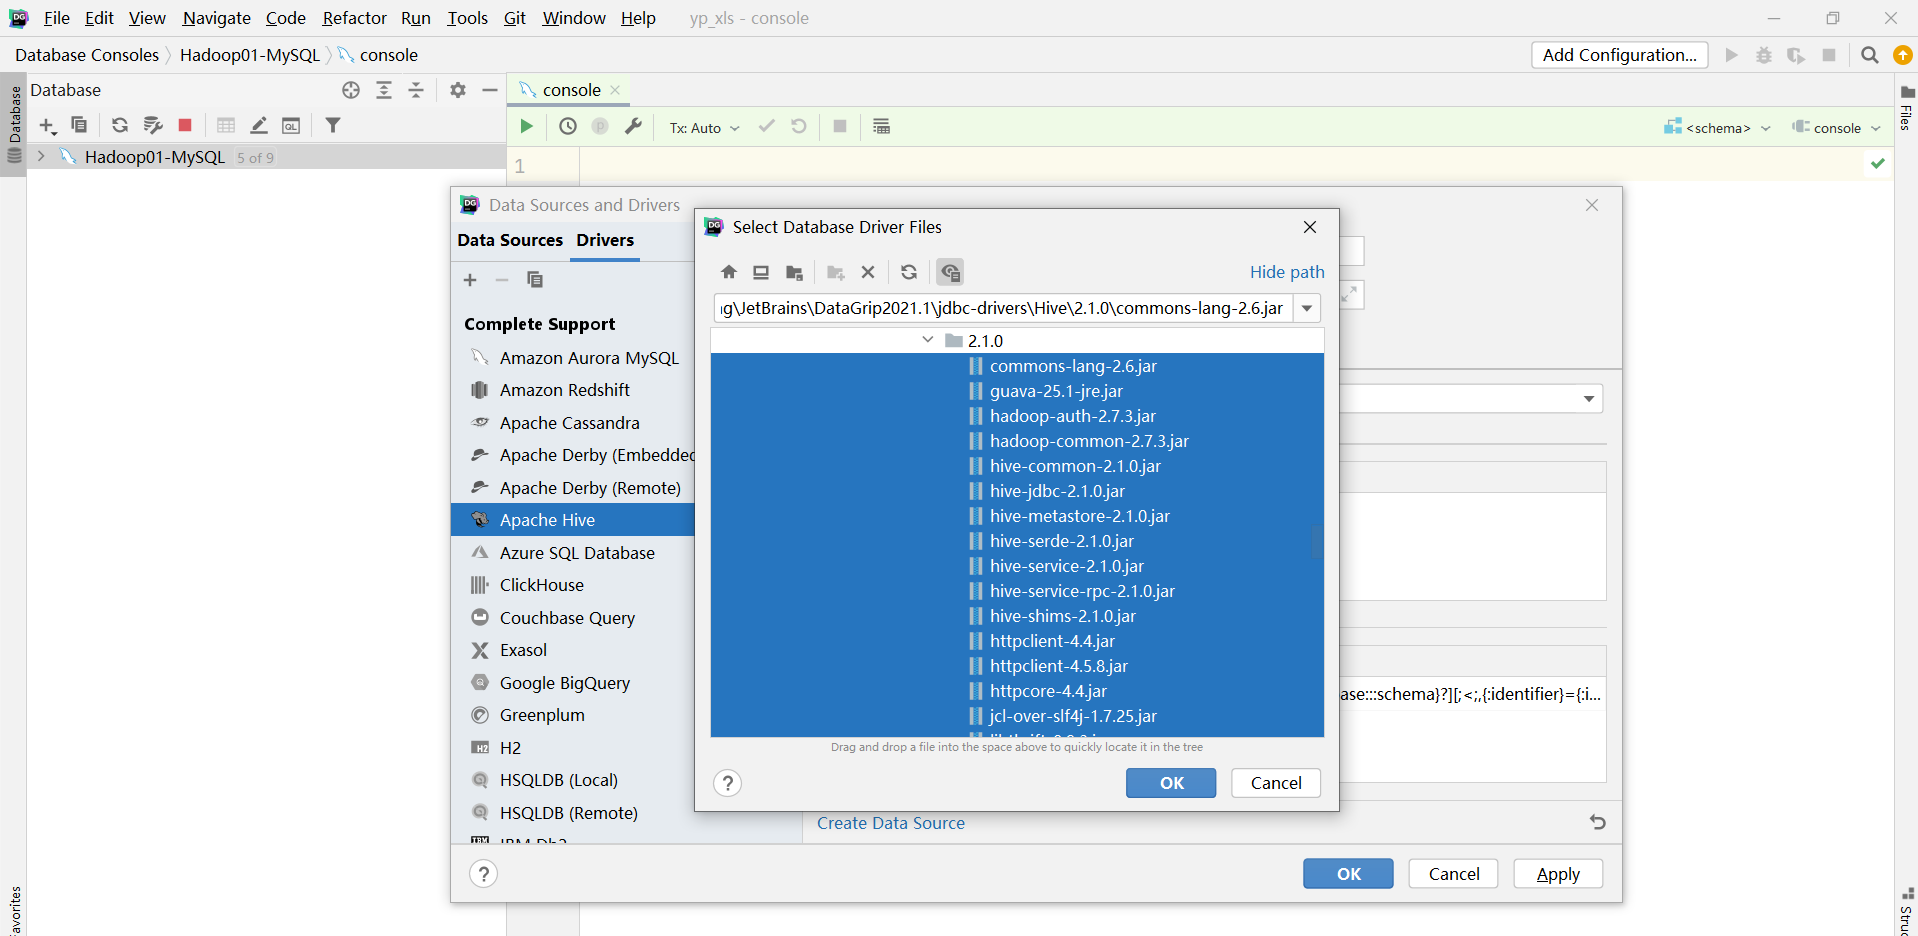 File Edit View Navigate Code Refactor Run Tools Git Window Help yp_xls - console
Database Consoles Hadoop01-MySQL console Add Configuration...
Database
console
Database
Files
Tx: Auto <schema> console
Hadoop01-MySQL 5 of 9
1
Data Sources and Drivers
Data Sources Drivers
Complete Support
Amazon Aurora MySQL
Amazon Redshift
Apache Cassandra
Apache Derby (Embedded
Apache Derby (Remote)
Apache Hive
Azure SQL Database
ClickHouse
Couchbase Query
Exasol
Google BigQuery
Greenplum
H2
HSQLDB (Local)
HSQLDB (Remote)
IBM Db2
Select Database Driver Files
Hide path
g\JetBrains\DataGrip2021.1\jdbc-drivers\Hive\2.1.0\commons-lang-2.6.jar
2.1.0
commons-lang-2.6.jar
guava-25.1-jre.jar
hadoop-auth-2.7.3.jar
hadoop-common-2.7.3.jar
hive-common-2.1.0.jar
hive-jdbc-2.1.0.jar
hive-metastore-2.1.0.jar
hive-serde-2.1.0.jar
hive-service-2.1.0.jar
hive-service-rpc-2.1.0.jar
hive-shims-2.1.0.jar
httpclient-4.4.jar
httpclient-4.5.8.jar
httpcore-4.4.jar
jcl-over-slf4j-1.7.25.jar
Drag and drop a file into the space above to quickly locate it in the tree
? OK Cancel
ase:::schema}?][;<;,{:identifier}={:i...
Create Data Source
? OK Cancel Apply
avorites
Struc